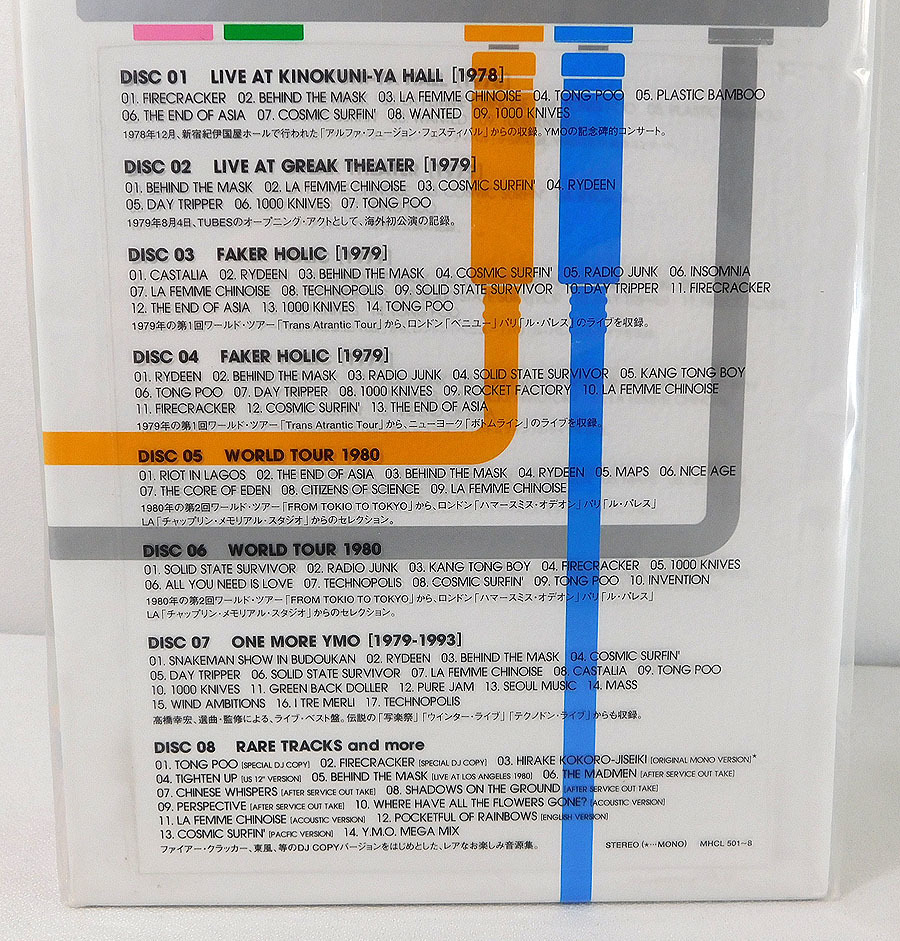 DISC 01 LIVE AT KINOKUNI-YA HALL [1978]
01. FIRECRACKER 02. BEHIND THE MASK 03. LA FEMME CHINOISE 04. TONG POO 05. PLASTIC BAMBOO
06. THE END OF ASIA 07. COSMIC SURFIN' 08. WANTED 09. 1000 KNIVES
1978年12月、新宿紀伊國屋ホールで行われた「アルファ・フュージョン・フェスティバル」からの収録。YMOの記念碑的コンサート。
DISC 02 LIVE AT GREAK THEATER [1979]
01. BEHIND THE MASK 02. LA FEMME CHINOISE 03. COSMIC SURFIN' 04. RYDEEN
05. DAY TRIPPER 06. 1000 KNIVES 07. TONG POO
1979年8月4日、TUBESのオープニング・アクトとして、海外初公演の記録。
DISC 03 FAKER HOLIC [1979]
01. CASTALIA 02. RYDEEN 03. BEHIND THE MASK 04. COSMIC SURFIN' 05. RADIO JUNK 06. INSOMNIA
07. LA FEMME CHINOISE 08. TECHNOPOLIS 09. SOLID STATE SURVIVOR 10. DAY TRIPPER 11. FIRECRACKER
12. THE END OF ASIA 13. 1000 KNIVES 14. TONG POO
1979年の第1回ワールド・ツアー「Trans Atrantic Tour」から、ロンドン「ベニュー」パリ「ル・パレス」のライブを収録。
DISC 04 FAKER HOLIC [1979]
01. RYDEEN 02. BEHIND THE MASK 03. RADIO JUNK 04. SOLID STATE SURVIVOR 05. KANG TONG BOY
06. TONG POO 07. DAY TRIPPER 08. 1000 KNIVES 09. ROCKET FACTORY 10. LA FEMME CHINOISE
11. FIRECRACKER 12. COSMIC SURFIN' 13. THE END OF ASIA
1979年の第1回ワールド・ツアー「Trans Atrantic Tour」から、ニューヨーク「ボトムライン」のライブを収録。
DISC 05 WORLD TOUR 1980
01. RIOT IN LAGOS 02. THE END OF ASIA 03. BEHIND THE MASK 04. RYDEEN 05. MAPS 06. NICE AGE
07. THE CORE OF EDEN 08. CITIZENS OF SCIENCE 09. LA FEMME CHINOISE
1980年の第2回ワールド・ツアー「FROM TOKIO TO TOKYO」から、ロンドン「ハマースミス・オデオン」パリ「ル・パレス」
LA「チャップリン・メモリアル・スタジオ」からのセレクション。
DISC 06 WORLD TOUR 1980
01. SOLID STATE SURVIVOR 02. RADIO JUNK 03. KANG TONG BOY 04. FIRECRACKER 05. 1000 KNIVES
06. ALL YOU NEED IS LOVE 07. TECHNOPOLIS 08. COSMIC SURFIN' 09. TONG POO 10. INVENTION
1980年の第2回ワールド・ツアー「FROM TOKIO TO TOKYO」から、ロンドン「ハマースミス・オデオン」パリ「ル・パレス」
LA「チャップリン・メモリアル・スタジオ」からのセレクション。
DISC 07 ONE MORE YMO [1979-1993]
01. SNAKEMAN SHOW IN BUDOUKAN 02. RYDEEN 03. BEHIND THE MASK 04. COSMIC SURFIN'
05. DAY TRIPPER 06. SOLID STATE SURVIVOR 07. LA FEMME CHINOISE 08. CASTALIA 09. TONG POO
10. 1000 KNIVES 11. GREEN BACK DOLLER 12. PURE JAM 13. SEOUL MUSIC 14. MASS
15. WIND AMBITIONS 16. I TRE MERLI 17. TECHNOPOLIS
高橋幸宏、選曲・監修による、ライブ・ベスト盤。伝説の「写楽祭」「ウインター・ライブ」「テクノドン・ライブ」からも収録。
DISC 08 RARE TRACKS and more
01. TONG POO [SPECIAL DJ COPY] 02. FIRECRACKER [SPECIAL DJ COPY] 03. HIRAKE KOKORO-JISEIKI [ORIGINAL MONO VERSION]*
04. TIGHTEN UP [US 12" VERSION] 05. BEHIND THE MASK [LIVE AT LOS ANGELES 1980] 06. THE MADMEN [AFTER SERVICE OUT TAKE]
07. CHINESE WHISPERS [AFTER SERVICE OUT TAKE] 08. SHADOWS ON THE GROUND [AFTER SERVICE OUT TAKE]
09. PERSPECTIVE [AFTER SERVICE OUT TAKE] 10. WHERE HAVE ALL THE FLOWERS GONE? [ACOUSTIC VERSION]
11. LA FEMME CHINOISE [ACOUSTIC VERSION] 12. POCKETFUL OF RAINBOWS [ENGLISH VERSION]
13. COSMIC SURFIN' [PACFIC VERSION] 14. Y.M.O. MEGA MIX
ファイアー・クラッカー、東風、等のDJ COPYバージョンをはじめとした、レアなお楽しみ音源集。 STEREO (*…MONO) MHCL 501~8